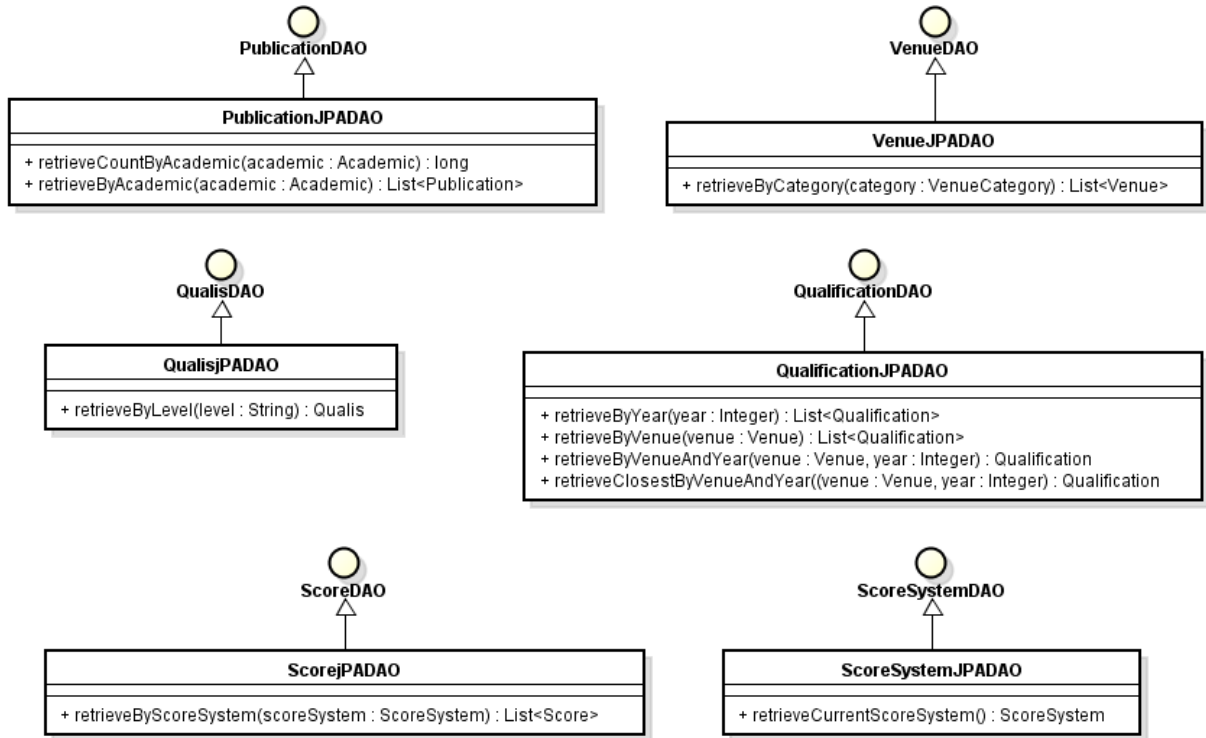 PublicationDAO
VenueDAO
PublicationJPADAO
+ retrieveCountByAcademic(academic : Academic) : long
+ retrieveByAcademic(academic : Academic) : List<Publication>
VenueJPADAO
+ retrieveByCategory(category : VenueCategory) : List<Venue>
QualisDAO
QualificationDAO
QualisjPADAO
+ retrieveByLevel(level : String) : Qualis
QualificationJPADAO
+ retrieveByYear(year : Integer) : List<Qualification>
+ retrieveByVenue(venue : Venue) : List<Qualification>
+ retrieveByVenueAndYear(venue : Venue, year : Integer) : Qualification
+ retrieveClosestByVenueAndYear((venue : Venue, year : Integer) : Qualification
ScoreDAO
ScoreSystemDAO
ScorejPADAO
+ retrieveByScoreSystem(scoreSystem : ScoreSystem) : List<Score>
ScoreSystemJPADAO
+ retrieveCurrentScoreSystem() : ScoreSystem